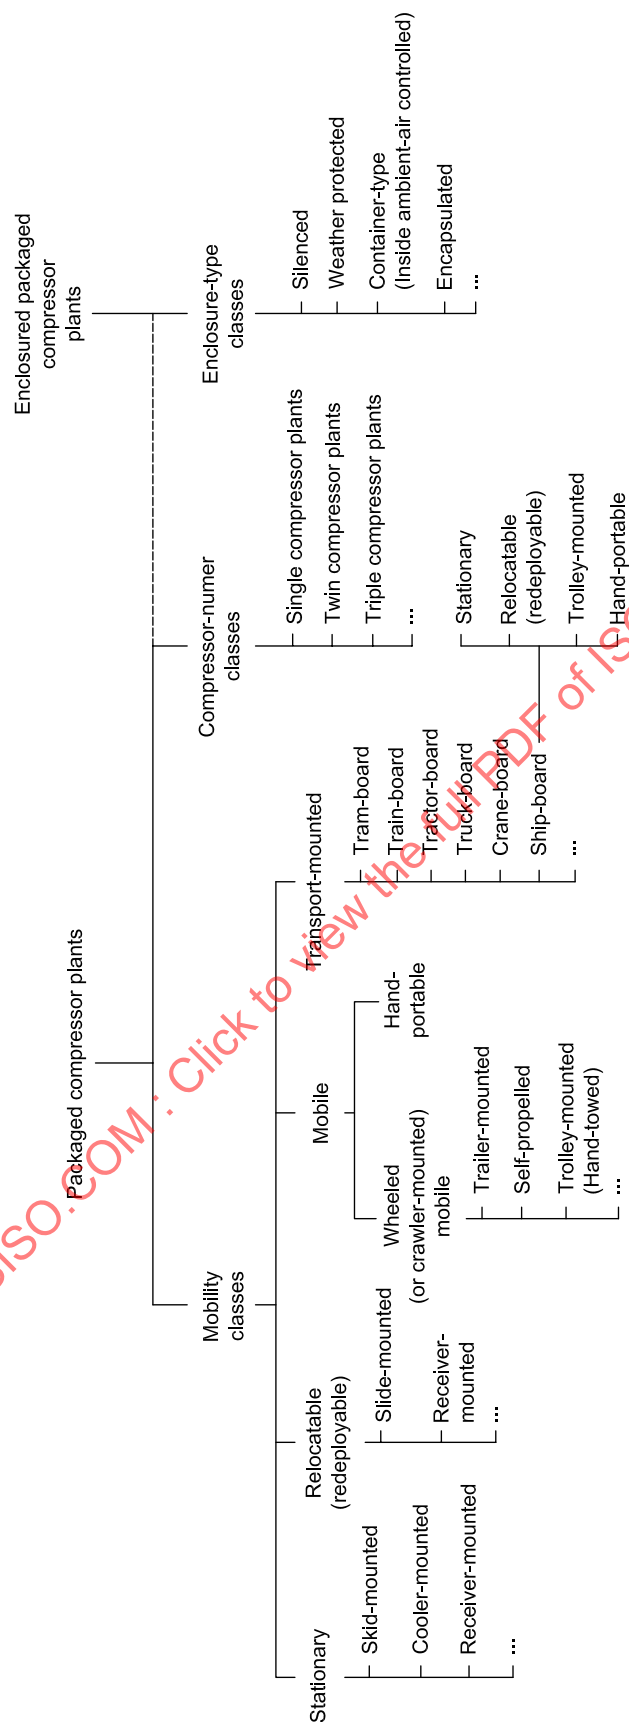 Packaged compressor plants
Enclosured packaged
compressor
plants
Mobility
classes
Compressor-numer
classes
Enclosure-type
classes
Stationary
Skid-mounted
Cooler-mounted
Receiver-mounted
...
Relocatable
(redeployable)
Slide-mounted
Receiver-
mounted
...
Mobile
Wheeled
(or crawler-mounted)
mobile
Trailer-mounted
Self-propelled
Trolley-mounted
(Hand-towed)
...
Hand-
portable
Transport-mounted
Tram-board
Train-board
Tractor-board
Truck-board
Crane-board
Ship-board
...
Stationary
Relocatable
(redeployable)
Trolley-mounted
Hand-portable
Single compressor plants
Twin compressor plants
Triple compressor plants
...
Silenced
Weather protected
Container-type
(Inside ambient-air controlled)
Encapsulated
...
ISO.COM : Click to view the full PDF of